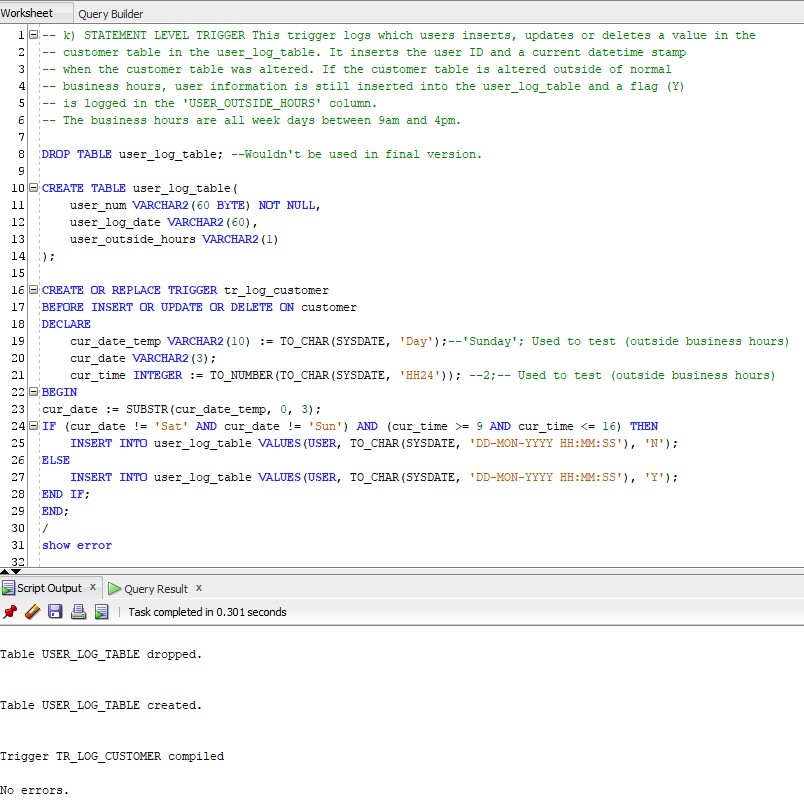 Worksheet Query Builder
1 -- k) STATEMENT LEVEL TRIGGER This trigger logs which users inserts, updates or deletes a value in the
2 -- customer table in the user_log_table. It inserts the user ID and a current datetime stamp
3 -- when the customer table was altered. If the customer table is altered outside of normal
4 -- business hours, user information is still inserted into the user_log_table and a flag (Y)
5 -- is logged in the 'USER_OUTSIDE_HOURS' column.
6 -- The business hours are all week days between 9am and 4pm.
7
8 DROP TABLE user_log_table; --Wouldn't be used in final version.
9
10 CREATE TABLE user_log_table(
11 user_num VARCHAR2(60 BYTE) NOT NULL,
12 user_log_date VARCHAR2(60),
13 user_outside_hours VARCHAR2(1)
14 );
15
16 CREATE OR REPLACE TRIGGER tr_log_customer
17 BEFORE INSERT OR UPDATE OR DELETE ON customer
18 DECLARE
19 cur_date_temp VARCHAR2(10) := TO_CHAR(SYSDATE, 'Day');--'Sunday'; Used to test (outside business hours)
20 cur_date VARCHAR2(3);
21 cur_time INTEGER := TO_NUMBER(TO_CHAR(SYSDATE, 'HH24')); --2;-- Used to test (outside business hours)
22 BEGIN
23 cur_date := SUBSTR(cur_date_temp, 0, 3);
24 IF (cur_date != 'Sat' AND cur_date != 'Sun') AND (cur_time >= 9 AND cur_time <= 16) THEN
25 INSERT INTO user_log_table VALUES(USER, TO_CHAR(SYSDATE, 'DD-MON-YYYY HH:MM:SS'), 'N');
26 ELSE
27 INSERT INTO user_log_table VALUES(USER, TO_CHAR(SYSDATE, 'DD-MON-YYYY HH:MM:SS'), 'Y');
28 END IF;
29 END;
30 /
31 show error
32
Script Output x Query Result x
Task completed in 0.301 seconds
Table USER_LOG_TABLE dropped.
Table USER_LOG_TABLE created.
Trigger TR_LOG_CUSTOMER compiled
No errors.